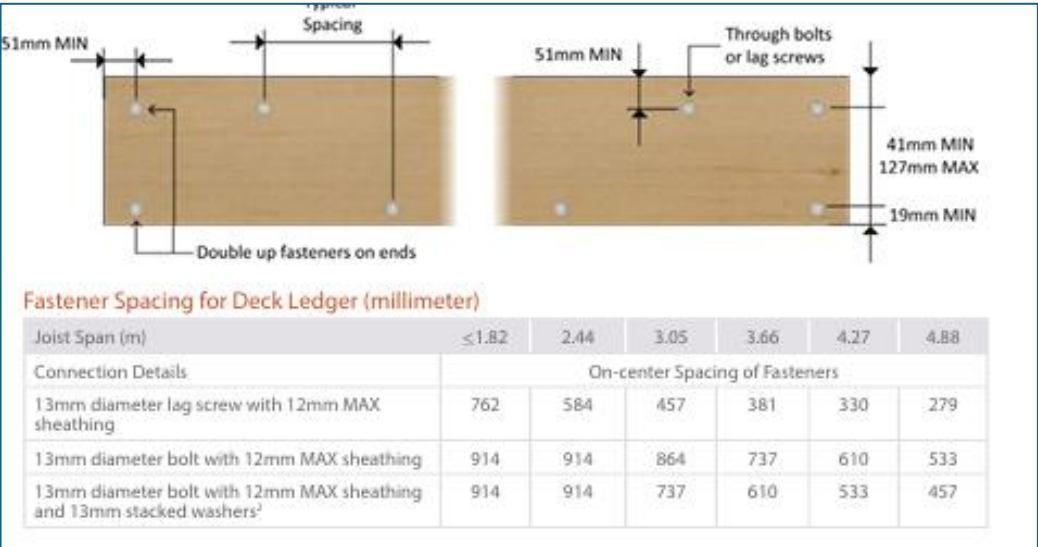 Typical
Spacing
51mm MIN
51mm MIN
Through bolts
or lag screws
41mm MIN
127mm MAX
19mm MIN
Double up fasteners on ends
Fastener Spacing for Deck Ledger (millimeter)
Joist Span (m) ≤1.82 2.44 3.05 3.66 4.27 4.88
Connection Details On-center Spacing of Fasteners
13mm diameter lag screw with 12mm MAX
sheathing 762 584 457 381 330 279
13mm diameter bolt with 12mm MAX sheathing 914 914 864 737 610 533
13mm diameter bolt with 12mm MAX sheathing
and 13mm stacked washers² 914 914 737 610 533 457